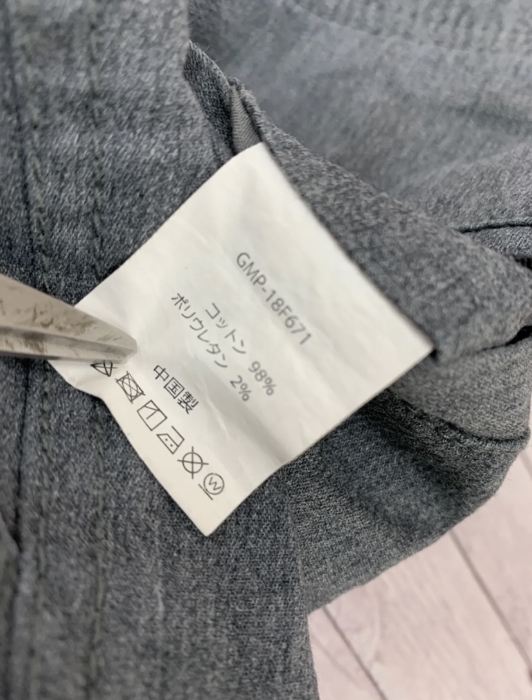 GMP-18F671
コットン 98%
ポリウレタン 2%
中国製
W